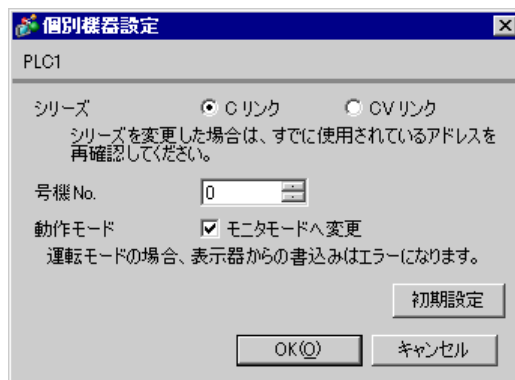 個別機器設定
PLC1
シリーズ Cリンク CVリンク
シリーズを変更した場合は、すでに使用されているアドレスを
再確認してください。
号機No. 0
動作モード モニタモードへ変更
運転モードの場合、表示器からの書込みはエラーになります。
初期設定
OK(O) キャンセル